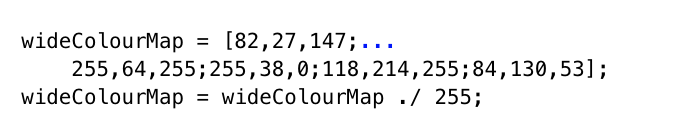 wideColourMap = [82,27,147;...
255,64,255;255,38,0;118,214,255;84,130,53];
wideColourMap = wideColourMap ./ 255;